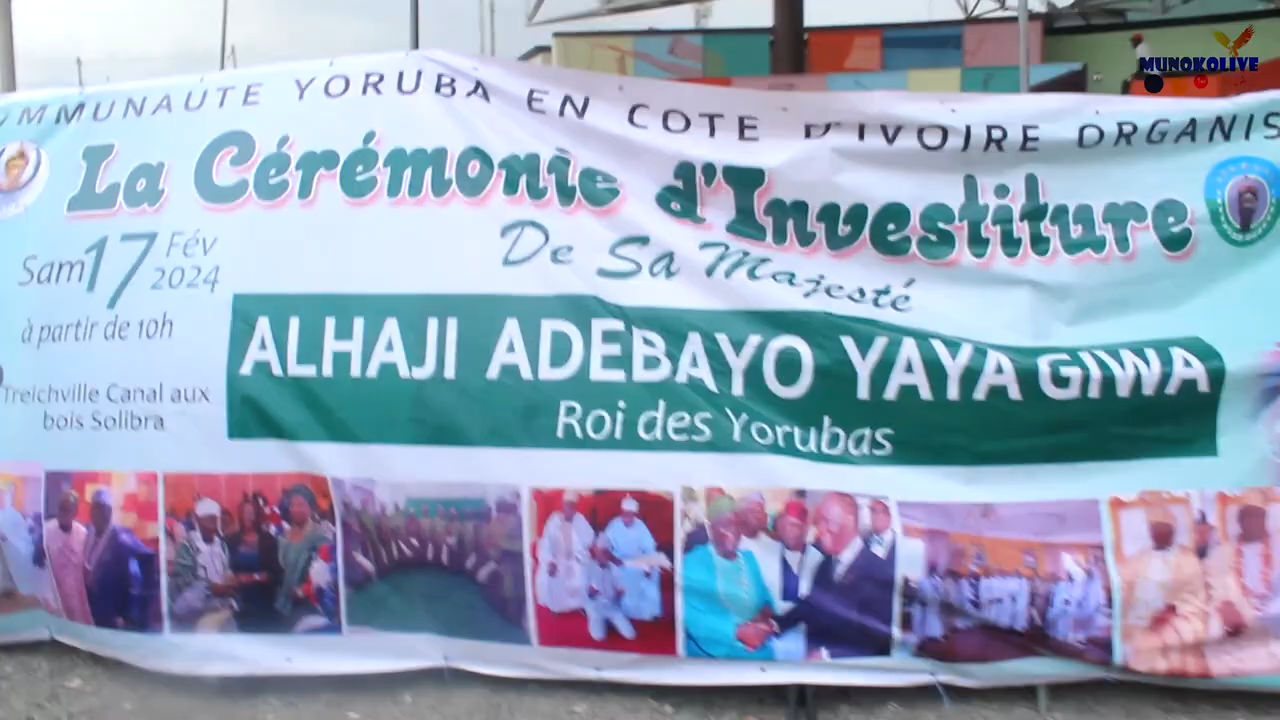 MUNOKOLIVE
MMUNAUTE YORUBA EN COTE D'IVOIRE ORGANIS
La Cérémonie d'Investiture
De Sa Majesté
Sam 17 Fév 2024
à partir de 10h
Treichville Canal aux
bois Solibra
ALHAJI ADEBAYO YAYA GIWA
Roi des Yorubas